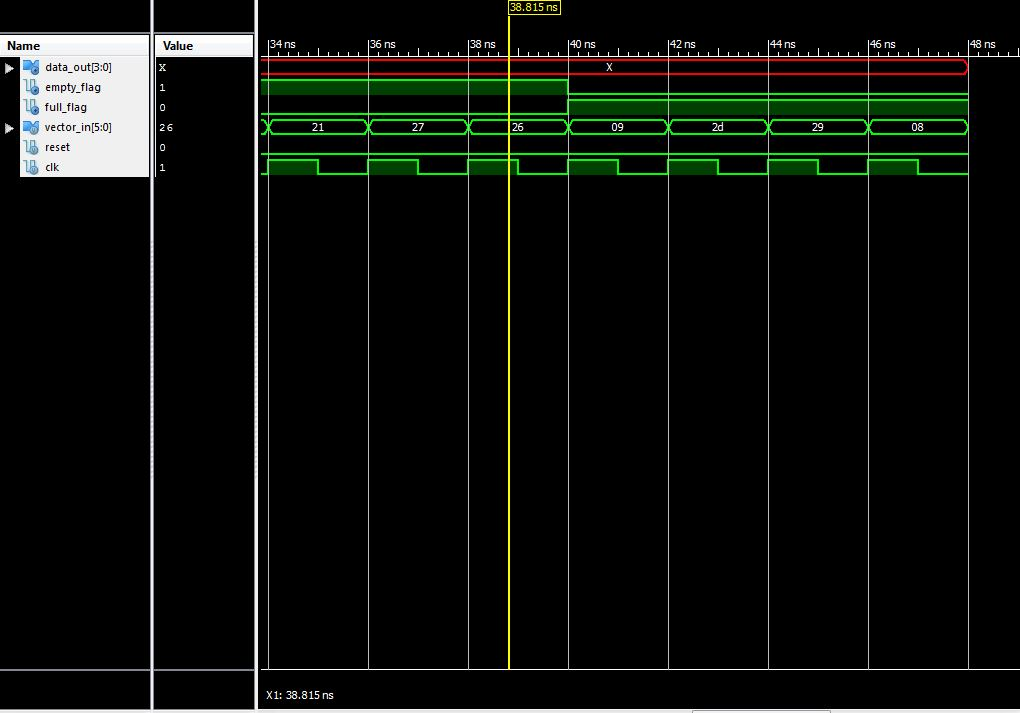 38.815 ns
Name Value 34 ns 36 ns 38 ns 40 ns 42 ns 44 ns 46 ns 48 ns
data_out[3:0] X X
empty_flag 1
full_flag 0
vector_in[5:0] 26 21 27 26 09 2d 29 08
reset 0
clk 1
X1: 38.815 ns